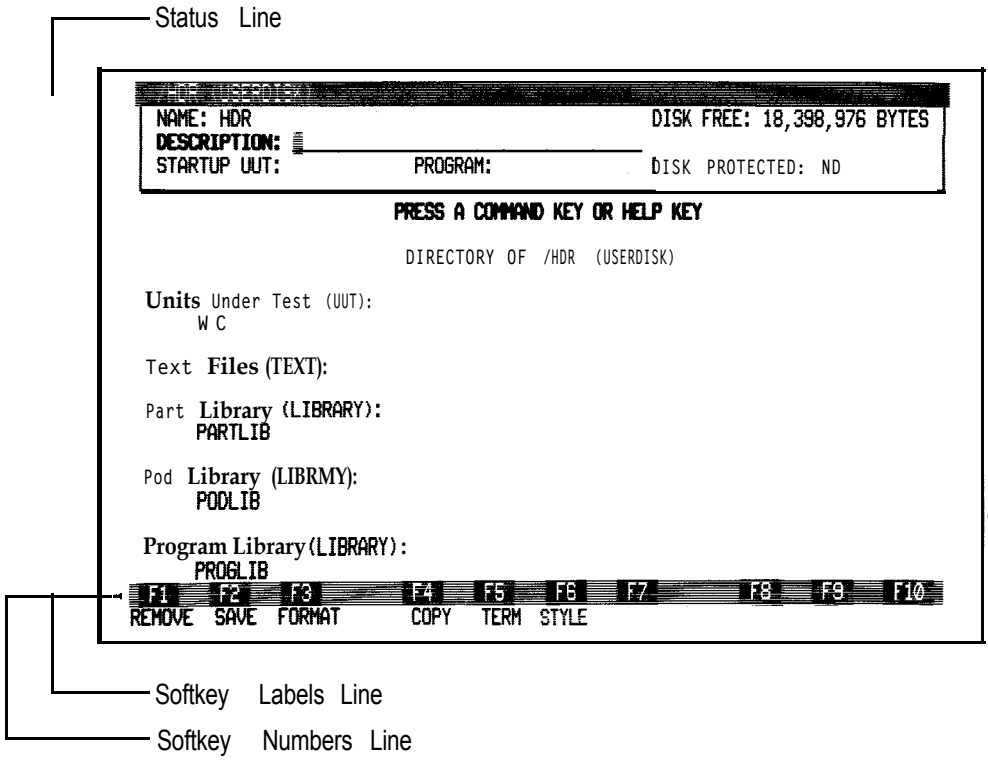 Status Line
/HDR (USERDISK)
NAME: HDR DISK FREE: 18,398,976 BYTES
DESCRIPTION:
STARTUP UUT: PROGRAM: DISK PROTECTED: ND
PRESS A COMMAND KEY OR HELP KEY
DIRECTORY OF /HDR (USERDISK)
Units Under Test (UUT):
W C
Text Files (TEXT):
Part Library (LIBRARY):
PARTLIB
Pod Library (LIBRMY):
PODLIB
Program Library (LIBRARY):
PROGLIB
F1 F2 F3 F4 F5 F6 F7 F8 F9 F10
REMOVE SAVE FORMAT COPY TERM STYLE
Softkey Labels Line
Softkey Numbers Line